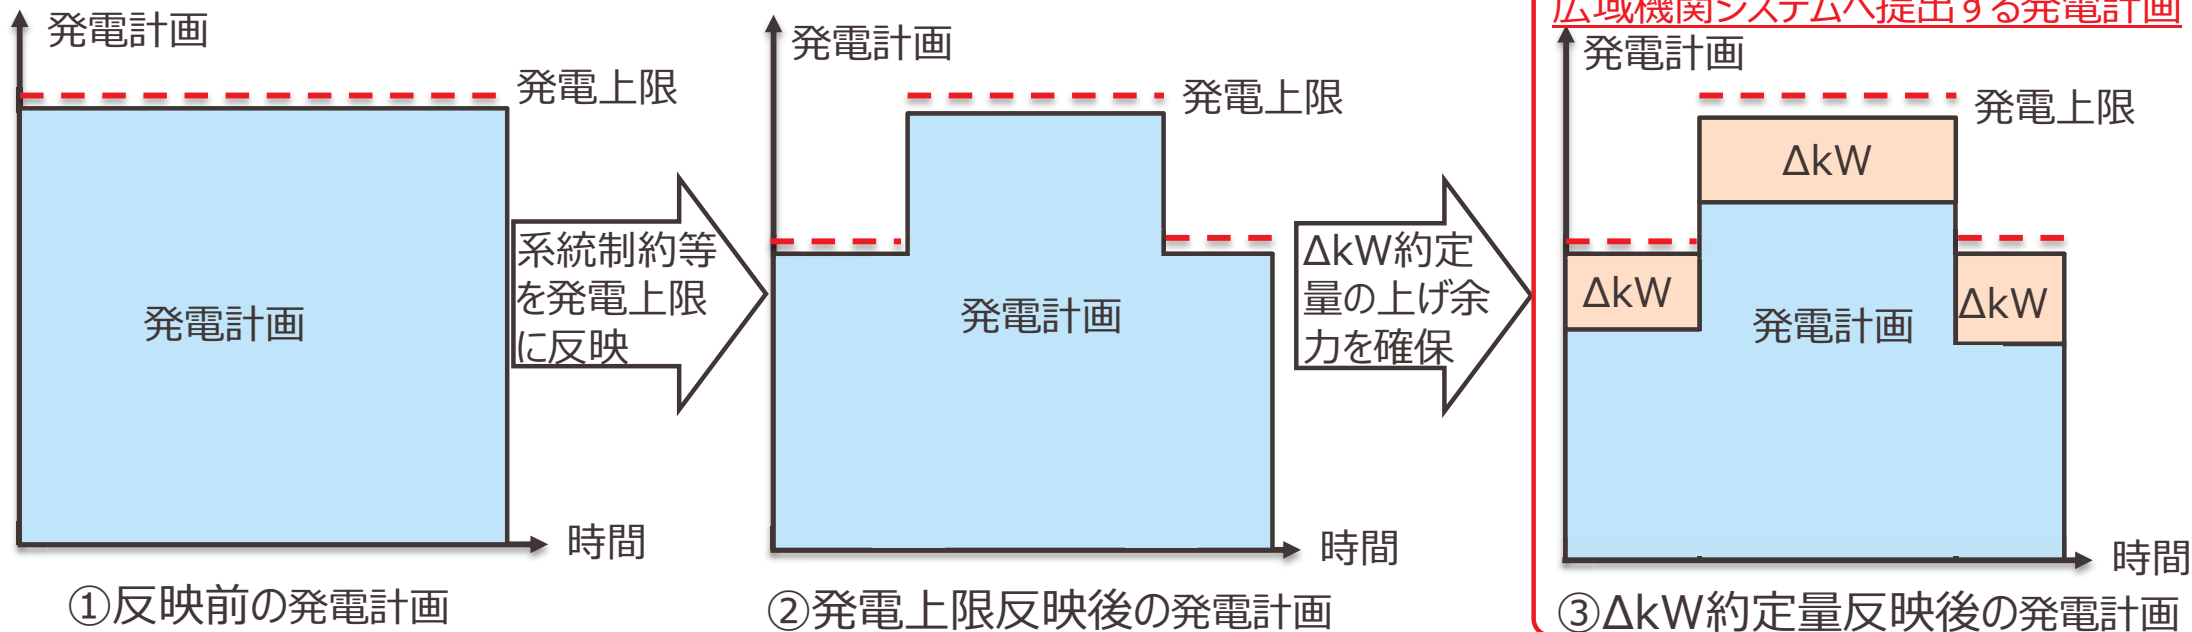 発電計画
発電上限
発電計画
時間
①反映前の発電計画
系統制約等
を発電上限
に反映
発電計画
発電上限
発電計画
時間
②発電上限反映後の発電計画
ΔkW約定
量の上げ余
力を確保
広域機関システムへ提出する発電計画
発電計画
発電上限
ΔkW
ΔkW
発電計画
ΔkW
時間
③ΔkW約定量反映後の発電計画